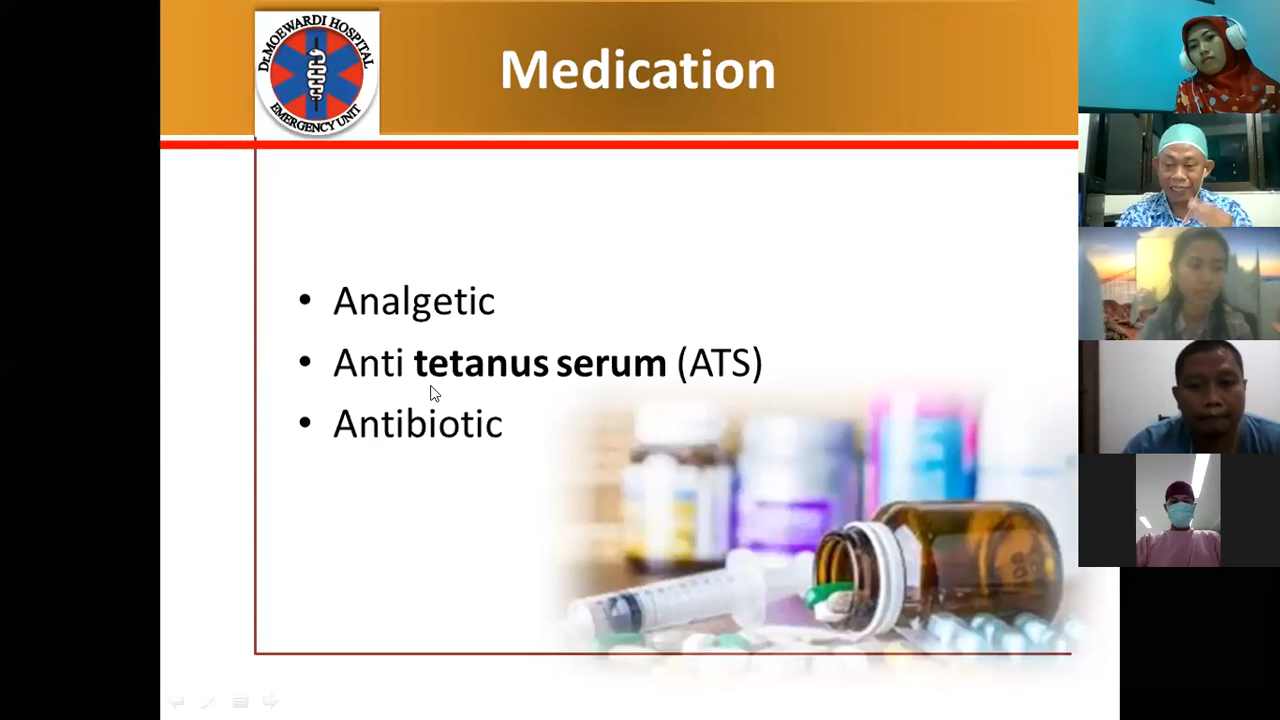 Dr.MOEWARDI HOSPITAL
EMERGENCY UNIT
Medication
• Analgetic
• Anti tetanus serum (ATS)
• Antibiotic